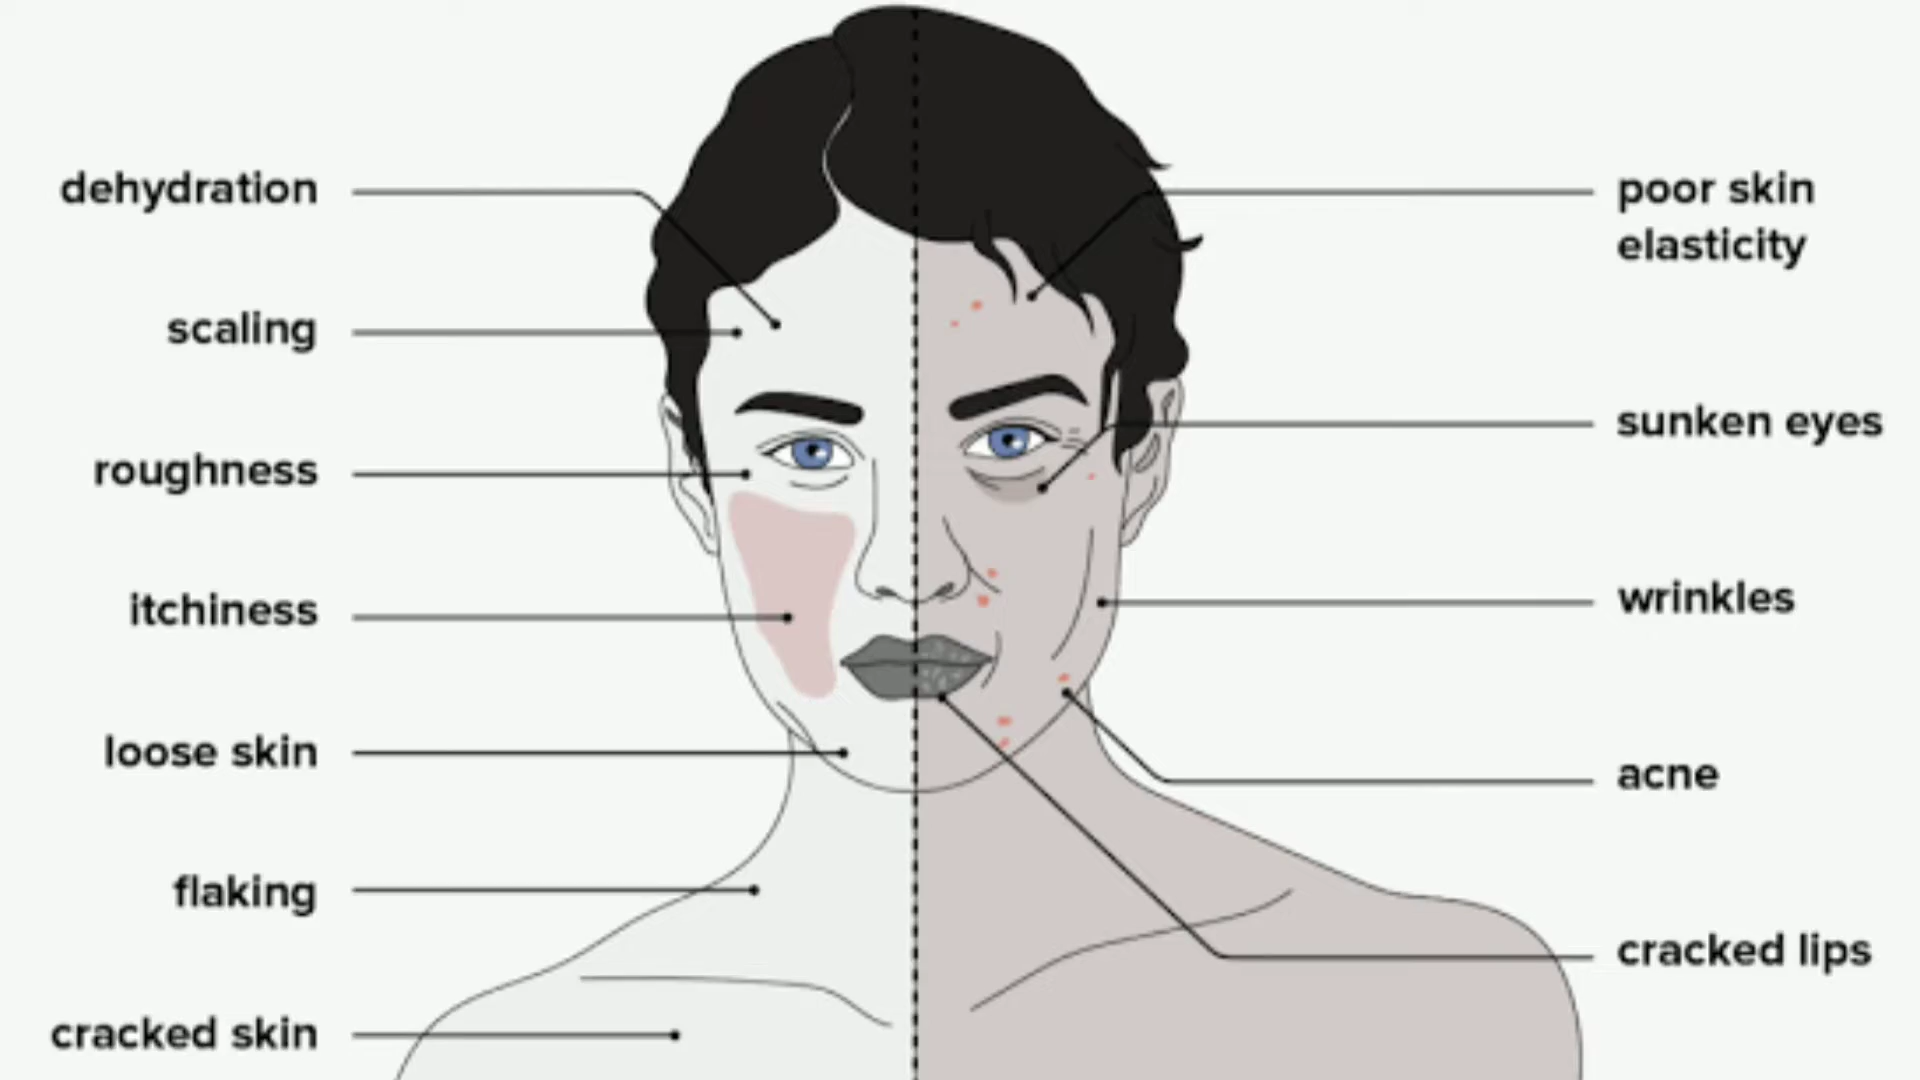 dehydration
scaling
roughness
itchiness
loose skin
flaking
cracked skin
poor skin
elasticity
sunken eyes
wrinkles
acne
cracked lips